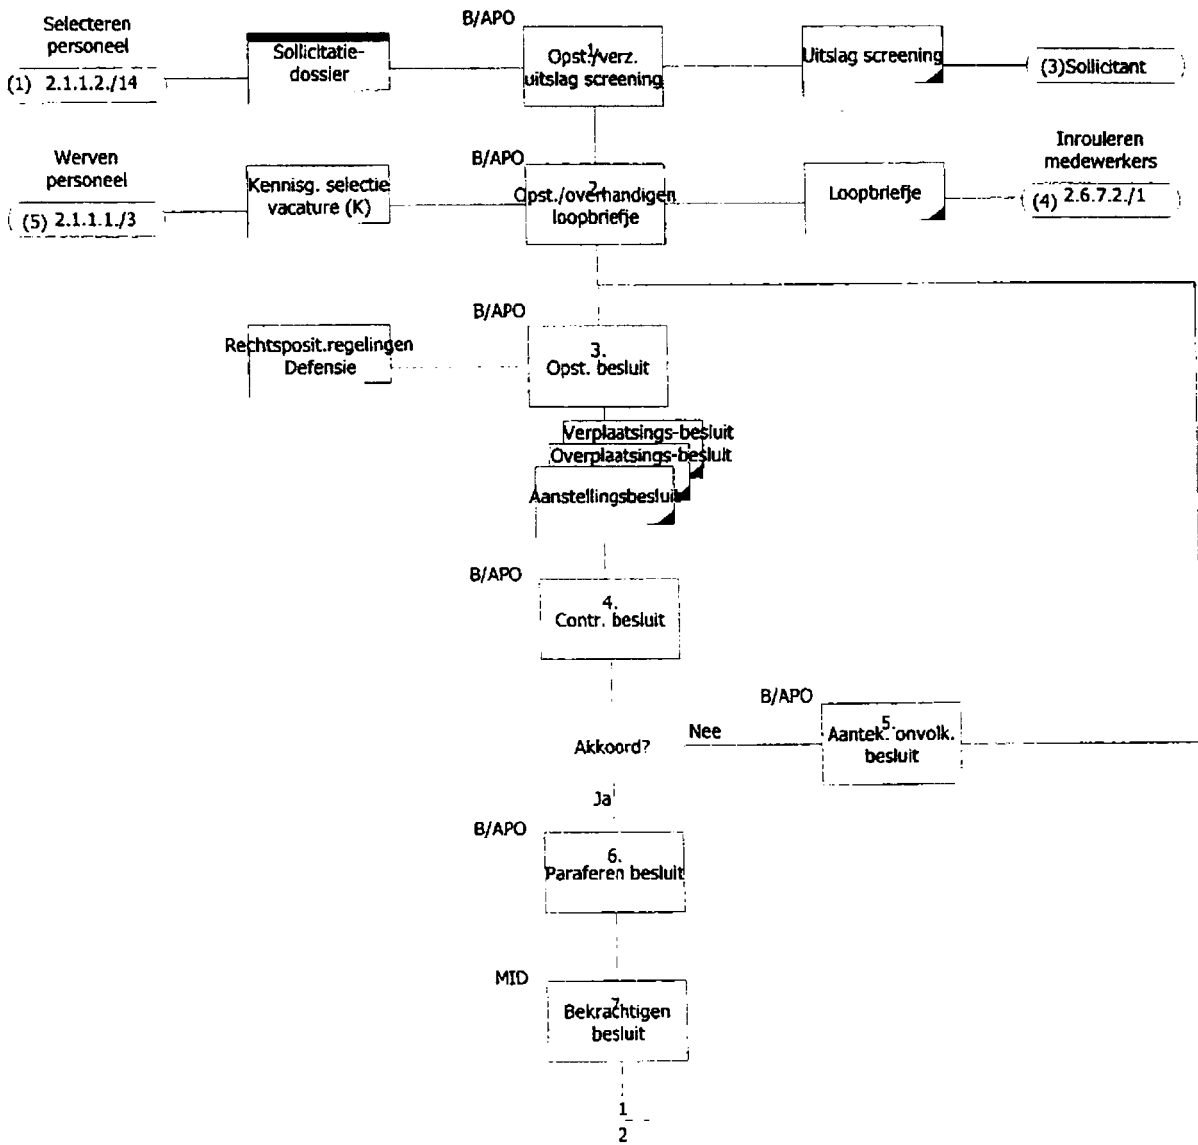 Selecteren
personeel
(1) 2.1.1.2./14
Sollicitatie-
dossier
B/APO
1.
Opst./verz.
uitslag screening
Uitslag screening
(3)Sollicitant
Werven
personeel
(5) 2.1.1.1./3
Kennisg. selectie
vacature (K)
B/APO
2.
Opst./overhandigen
loopbriefje
Loopbriefje
Inrouleren
medewerkers
(4) 2.6.7.2./1
B/APO
Rechtsposit.regelingen
Defensie
3.
Opst. besluit
Verplaatsings-besluit
Overplaatsings-besluit
Aanstellingsbesluit
B/APO
4.
Contr. besluit
Akkoord?
Nee
B/APO
5.
Aantek. onvolk.
besluit
Ja
B/APO
6.
Paraferen besluit
MID
7.
Bekrachtigen
besluit
1
2